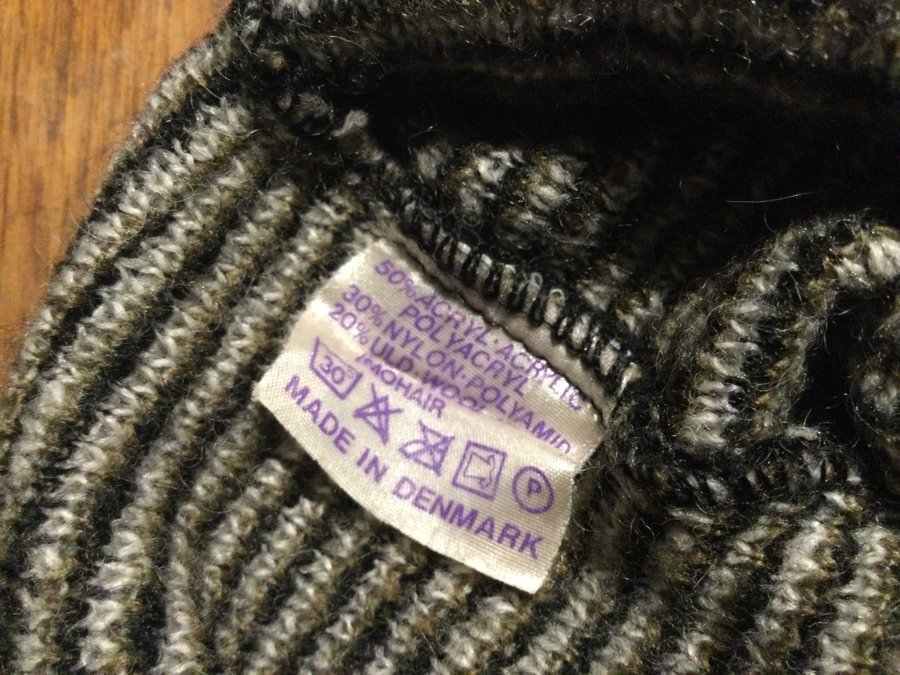 50% ACRYL·ACRYLIC
POLYACRYL
30% NYLON·POLYAMID
20% ULD·WOOL
MOHAIR
30 P
MADE IN DENMARK